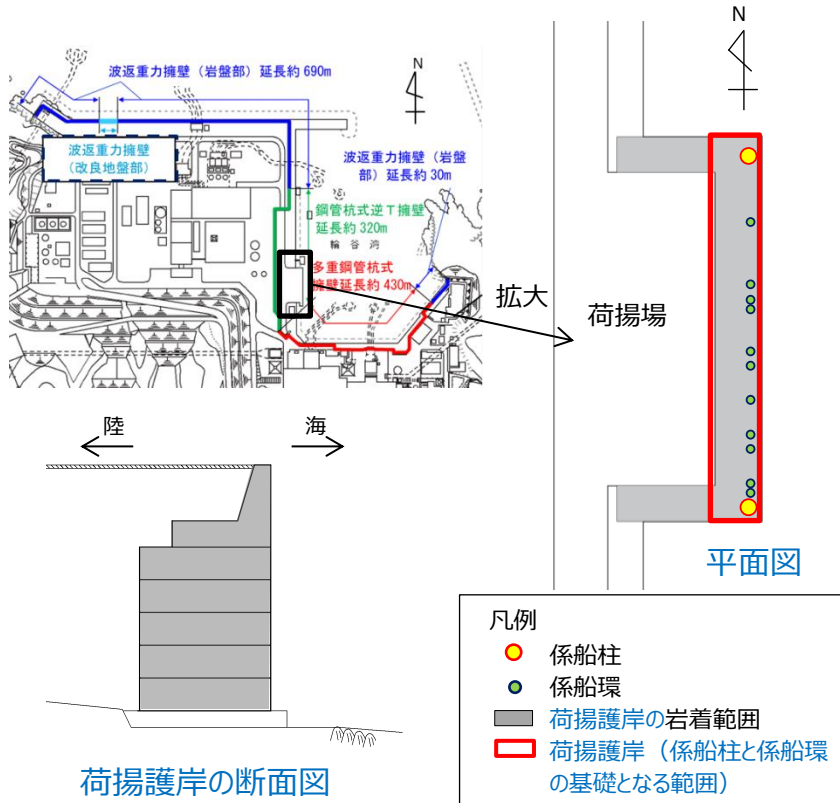 波返重力擁壁（岩盤部）延長約 690m
N
波返重力擁壁
（改良地盤部）
波返重力擁壁（岩盤
部）延長約 30m
鋼管杭式逆Ｔ擁壁
延長約 320m
輪谷湾
多重鋼管杭式
擁壁延長約 430m
拡大
N
荷揚場
平面図
陸
海
荷揚護岸の断面図
凡例
係船柱
係船環
荷揚護岸の岩着範囲
荷揚護岸（係船柱と係船環
の基礎となる範囲）